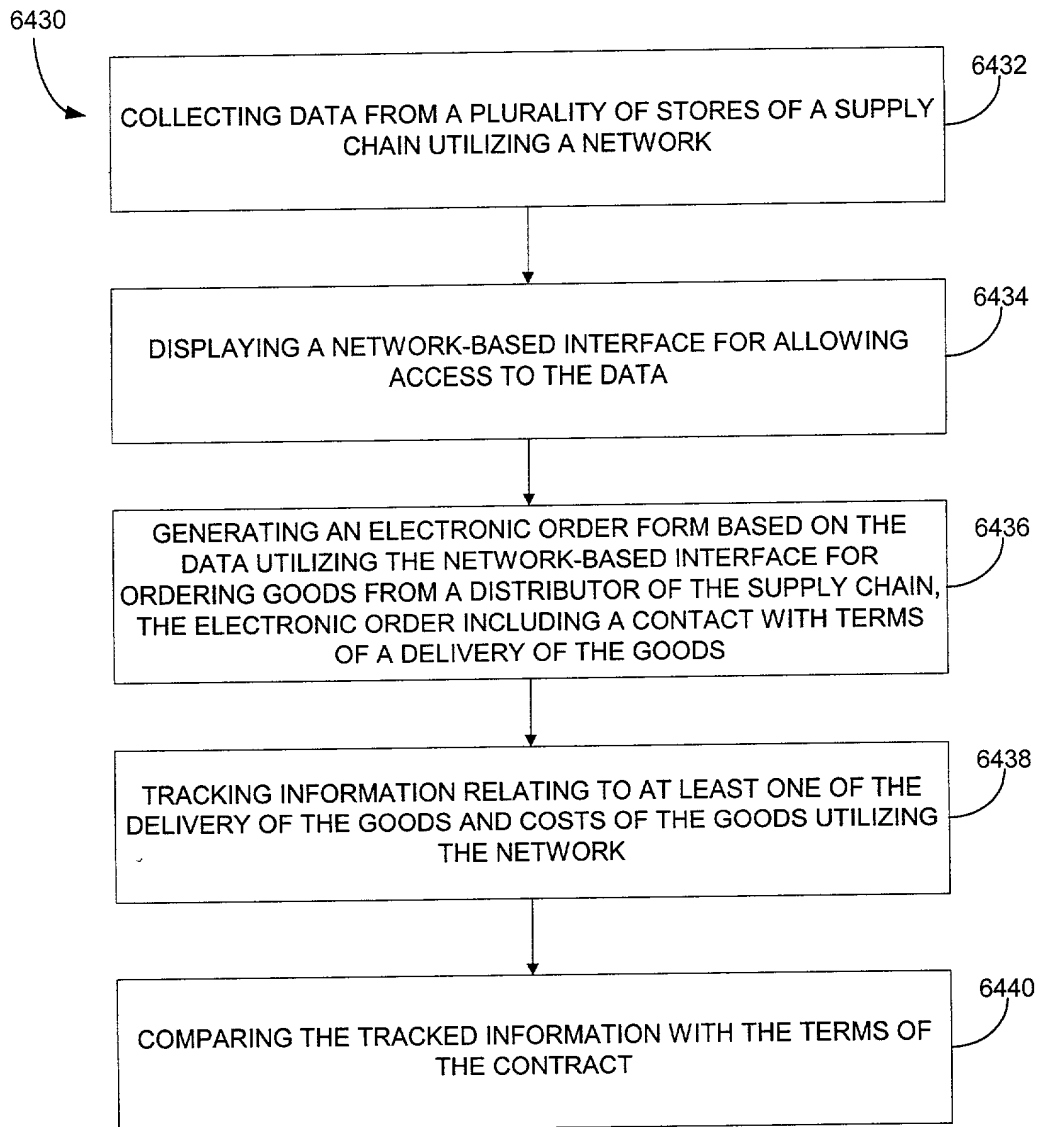 6430
6432
COLLECTING DATA FROM A PLURALITY OF STORES OF A SUPPLY
CHAIN UTILIZING A NETWORK
6434
DISPLAYING A NETWORK-BASED INTERFACE FOR ALLOWING
ACCESS TO THE DATA
6436
GENERATING AN ELECTRONIC ORDER FORM BASED ON THE
DATA UTILIZING THE NETWORK-BASED INTERFACE FOR
ORDERING GOODS FROM A DISTRIBUTOR OF THE SUPPLY CHAIN,
THE ELECTRONIC ORDER INCLUDING A CONTACT WITH TERMS
OF A DELIVERY OF THE GOODS
6438
TRACKING INFORMATION RELATING TO AT LEAST ONE OF THE
DELIVERY OF THE GOODS AND COSTS OF THE GOODS UTILIZING
THE NETWORK
6440
COMPARING THE TRACKED INFORMATION WITH THE TERMS OF
THE CONTRACT